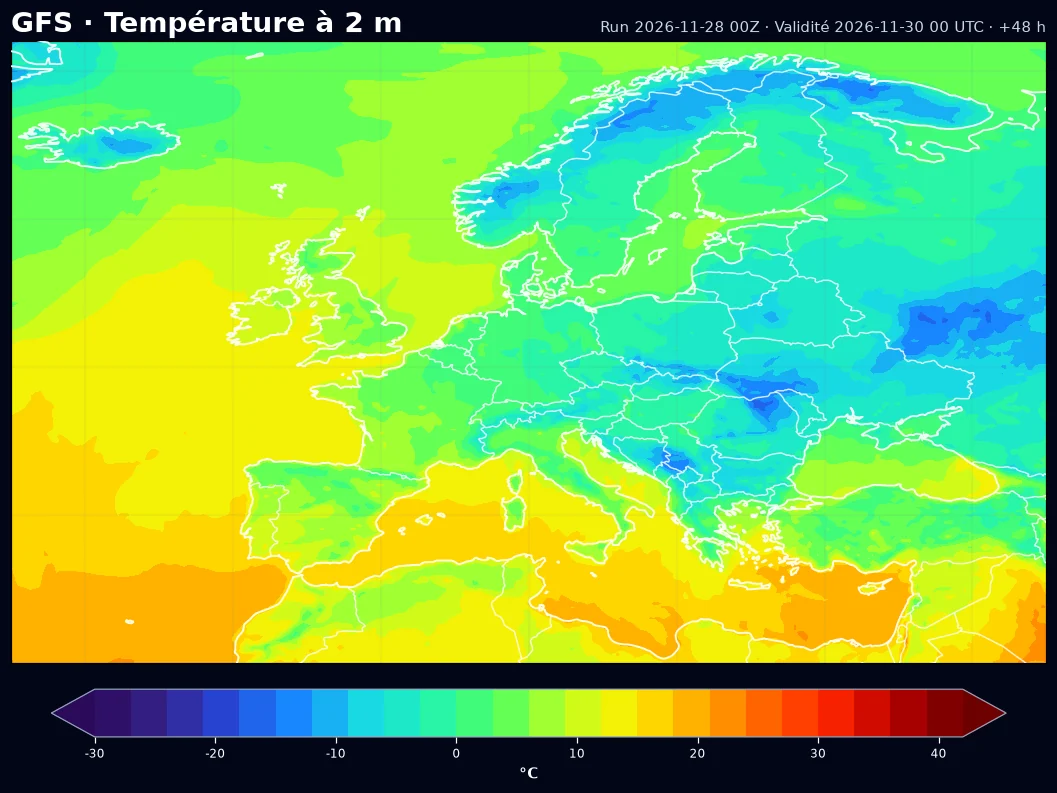 GFS · Température à 2 m
Run 2026-11-28 00Z · Validité 2026-11-30 00 UTC · +48 h
-30 -20 -10 0 10 20 30 40
°C